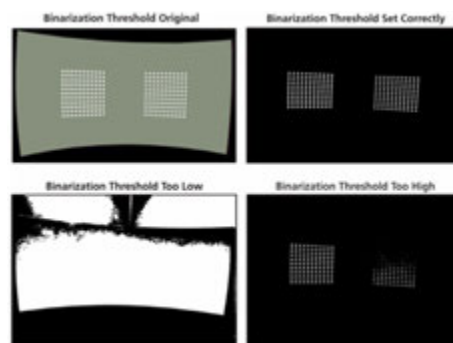 Binarization Threshold Original
Binarization Threshold Set Correctly
Binarization Threshold Too Low
Binarization Threshold Too High